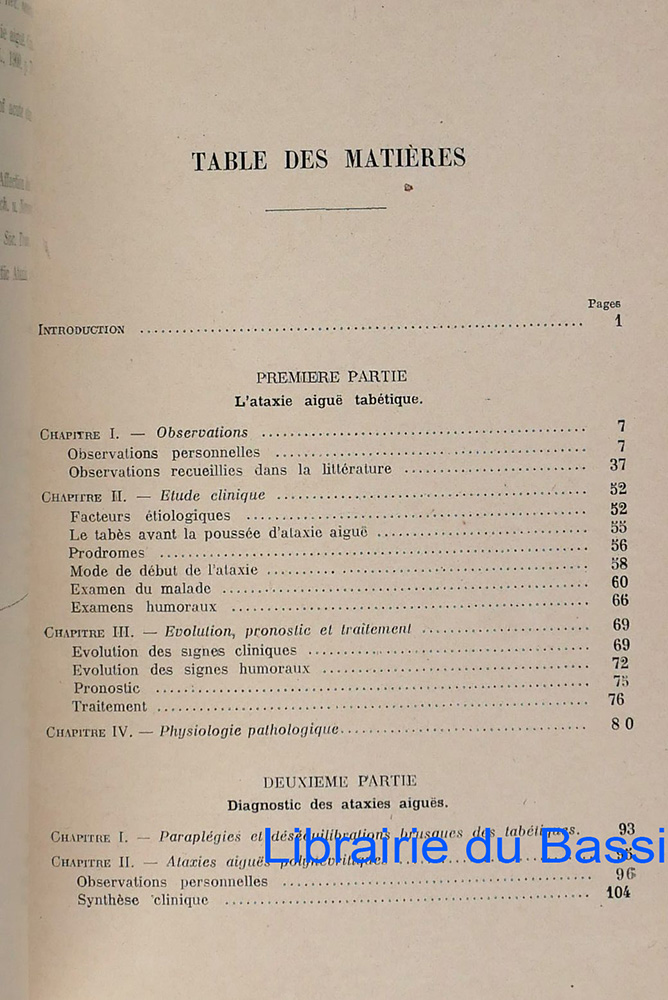 TABLE DES MATIÈRES
Pages
INTRODUCTION ........ 1
PREMIERE PARTIE
L'ataxie aiguë tabétique.
CHAPITRE I. — Observations ........ 7
Observations personnelles ........ 7
Observations recueillies dans la littérature ........ 37
CHAPITRE II. — Etude clinique ........ 52
Facteurs étiologiques ........ 52
Le tabès avant la poussée d'ataxie aiguë ........ 55
Prodromes ........ 56
Mode de début de l'ataxie ........ 58
Examen du malade ........ 60
Examens humoraux ........ 66
CHAPITRE III. — Evolution, pronostic et traitement ........ 69
Evolution des signes cliniques ........ 69
Evolution des signes humoraux ........ 72
Pronostic ........ 75
Traitement ........ 76
CHAPITRE IV. — Physiologie pathologique ........ 80
DEUXIEME PARTIE
Diagnostic des ataxies aiguës.
CHAPITRE I. — Paraplégies et déséquilibrations brusques des tabétiques. 93
CHAPITRE II. — Ataxies aiguës polynévritiques ........
Librairie du Bassi
Observations personnelles ........ 96
Synthèse clinique ........ 104